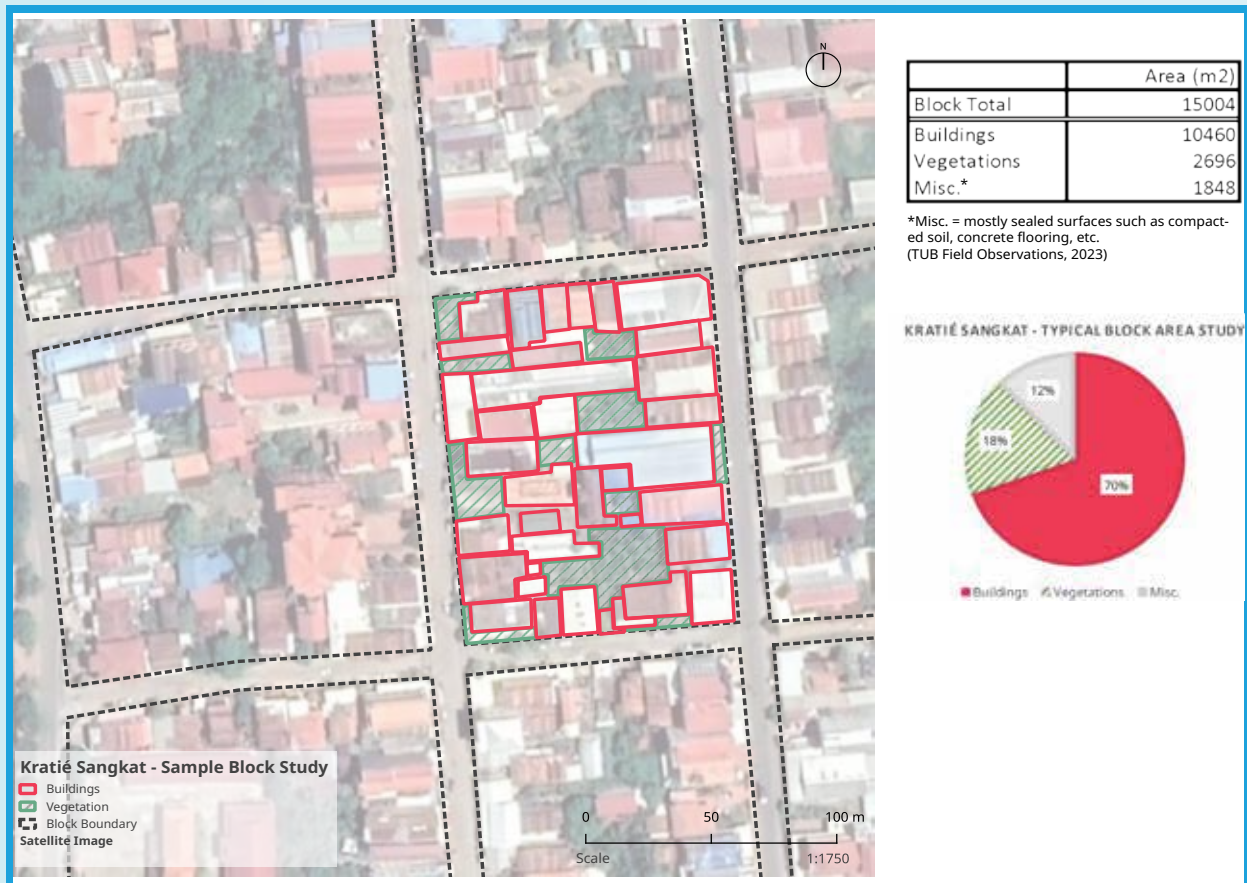 N
Area (m2)
Block Total 15004
Buildings 10460
Vegetations 2696
Misc.* 1848
*Misc. = mostly sealed surfaces such as compact-
ed soil, concrete flooring, etc.
(TUB Field Observations, 2023)
KRATIÉ SANGKAT - TYPICAL BLOCK AREA STUDY
12%
18%
70%
Buildings Vegetations Misc.
Kratié Sangkat - Sample Block Study
Buildings
Vegetation
Block Boundary
Satellite Image
0 50 100 m
Scale 1:1750